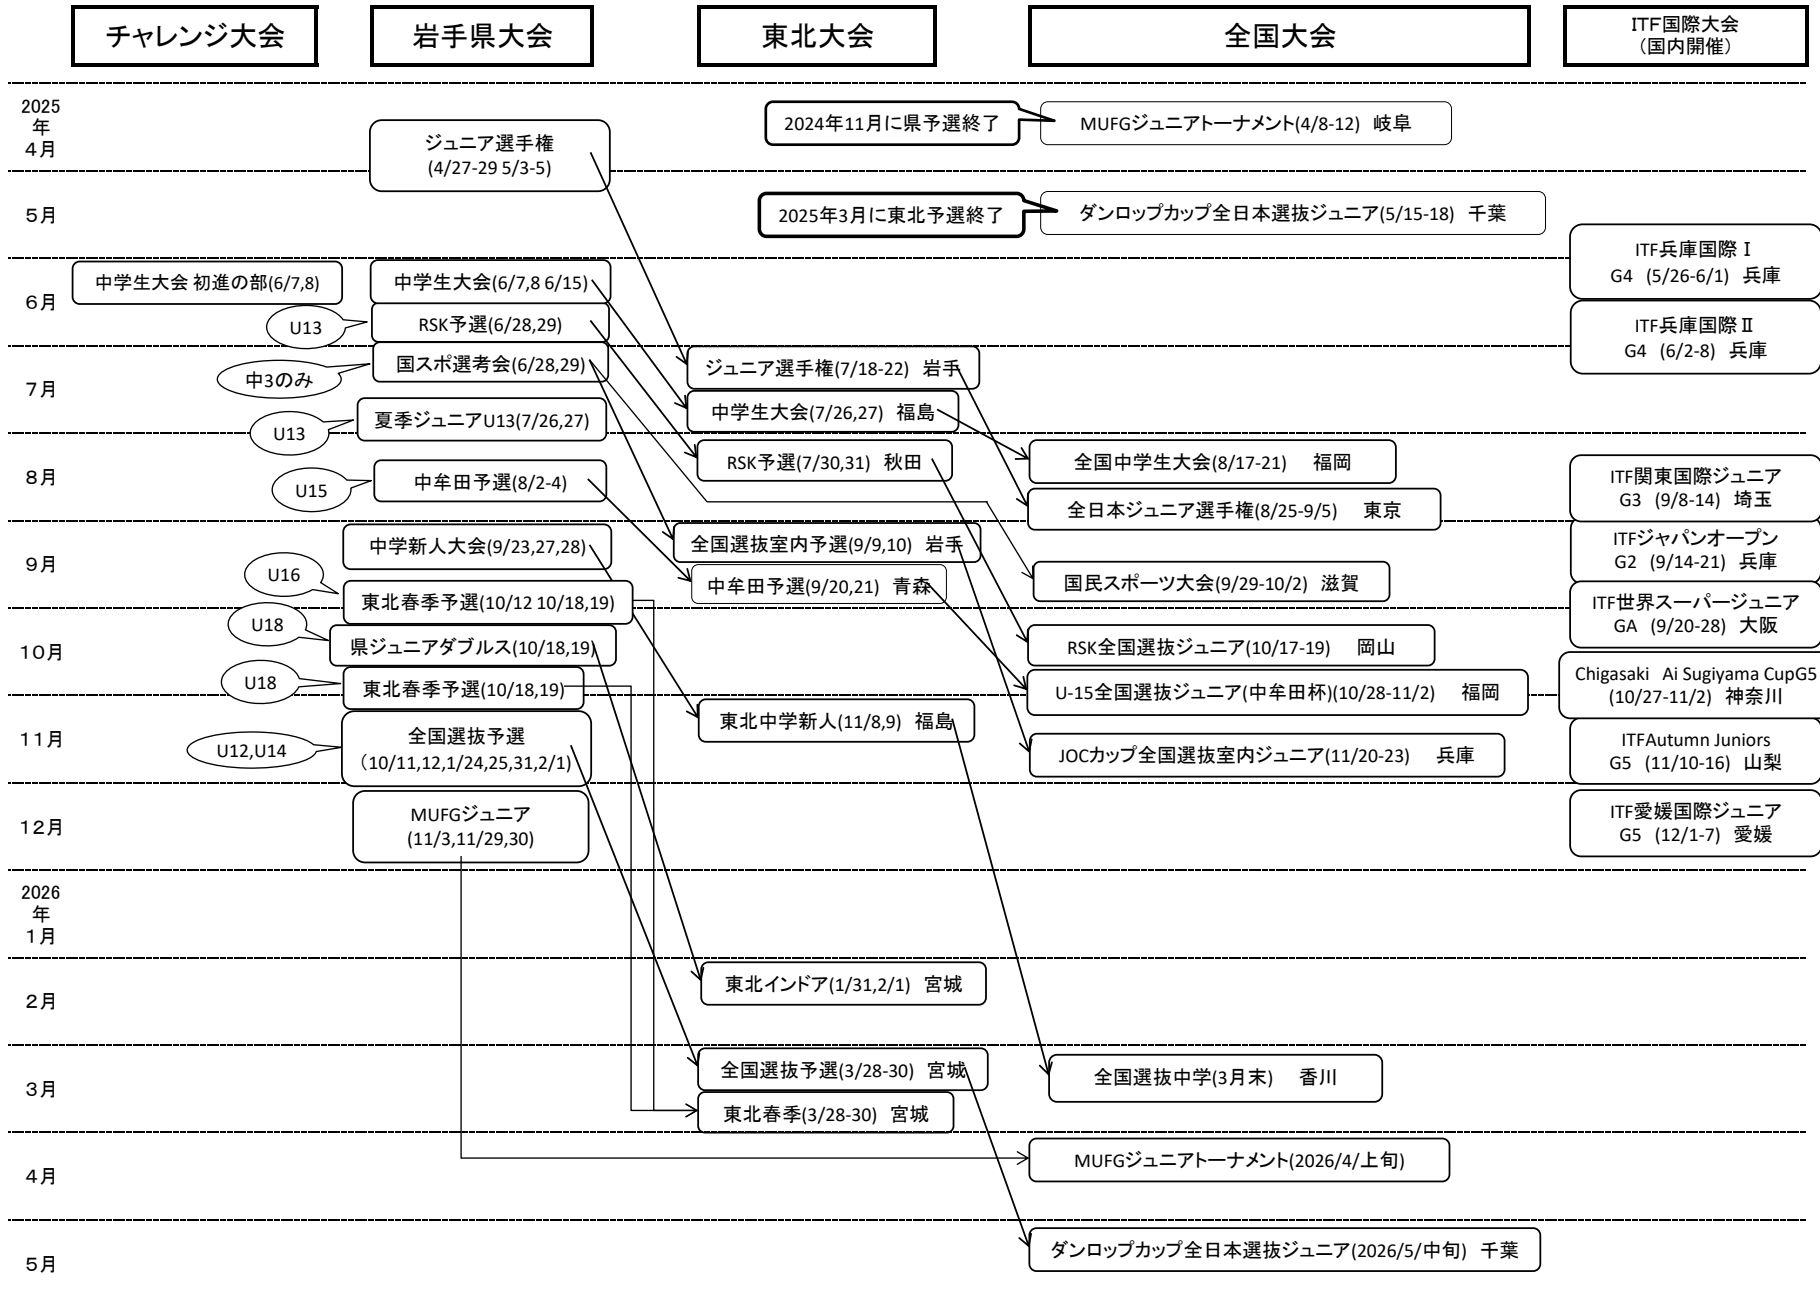 チャレンジ大会
岩手県大会
東北大会
全国大会
ITF国際大会
（国内開催）
2025
年
4月
ジュニア選手権
(4/27-29 5/3-5)
2024年11月に県予選終了
MUFGジュニアトーナメント(4/8-12) 岐阜
5月
2025年3月に東北予選終了
ダンロップカップ全日本選抜ジュニア(5/15-18) 千葉
ITF兵庫国際Ⅰ
G4 (5/26-6/1) 兵庫
6月
中学生大会 初進の部(6/7,8)
中学生大会(6/7,8 6/15)
U13
RSK予選(6/28,29)
ITF兵庫国際Ⅱ
G4 (6/2-8) 兵庫
中3のみ
国スポ選考会(6/28,29)
ジュニア選手権(7/18-22) 岩手
7月
U13
夏季ジュニアU13(7/26,27)
中学生大会(7/26,27) 福島
8月
RSK予選(7/30,31) 秋田
全国中学生大会(8/17-21) 福岡
U15
中牟田予選(8/2-4)
全日本ジュニア選手権(8/25-9/5) 東京
ITF関東国際ジュニア
G3 (9/8-14) 埼玉
9月
中学新人大会(9/23,27,28)
全国選抜室内予選(9/9,10) 岩手
ITFジャパンオープン
G2 (9/14-21) 兵庫
中牟田予選(9/20,21) 青森
国民スポーツ大会(9/29-10/2) 滋賀
U16
東北春季予選(10/12 10/18,19)
ITF世界スーパージュニア
GA (9/20-28) 大阪
10月
U18
県ジュニアダブルス(10/18,19)
RSK全国選抜ジュニア(10/17-19) 岡山
U18
東北春季予選(10/18,19)
U-15全国選抜ジュニア(中牟田杯)(10/28-11/2) 福岡
Chigasaki Ai Sugiyama CupG5
(10/27-11/2) 神奈川
11月
U12,U14
全国選抜予選
（10/11,12,1/24,25,31,2/1)
東北中学新人(11/8,9) 福島
JOCカップ全国選抜室内ジュニア(11/20-23) 兵庫
ITFAutumn Juniors
G5 (11/10-16) 山梨
12月
MUFGジュニア
(11/3,11/29,30)
ITF愛媛国際ジュニア
G5 (12/1-7) 愛媛
2026
年
1月
2月
東北インドア(1/31,2/1) 宮城
3月
全国選抜予選(3/28-30) 宮城
全国選抜中学(3月末) 香川
東北春季(3/28-30) 宮城
4月
MUFGジュニアトーナメント(2026/4/上旬)
5月
ダンロップカップ全日本選抜ジュニア(2026/5/中旬) 千葉